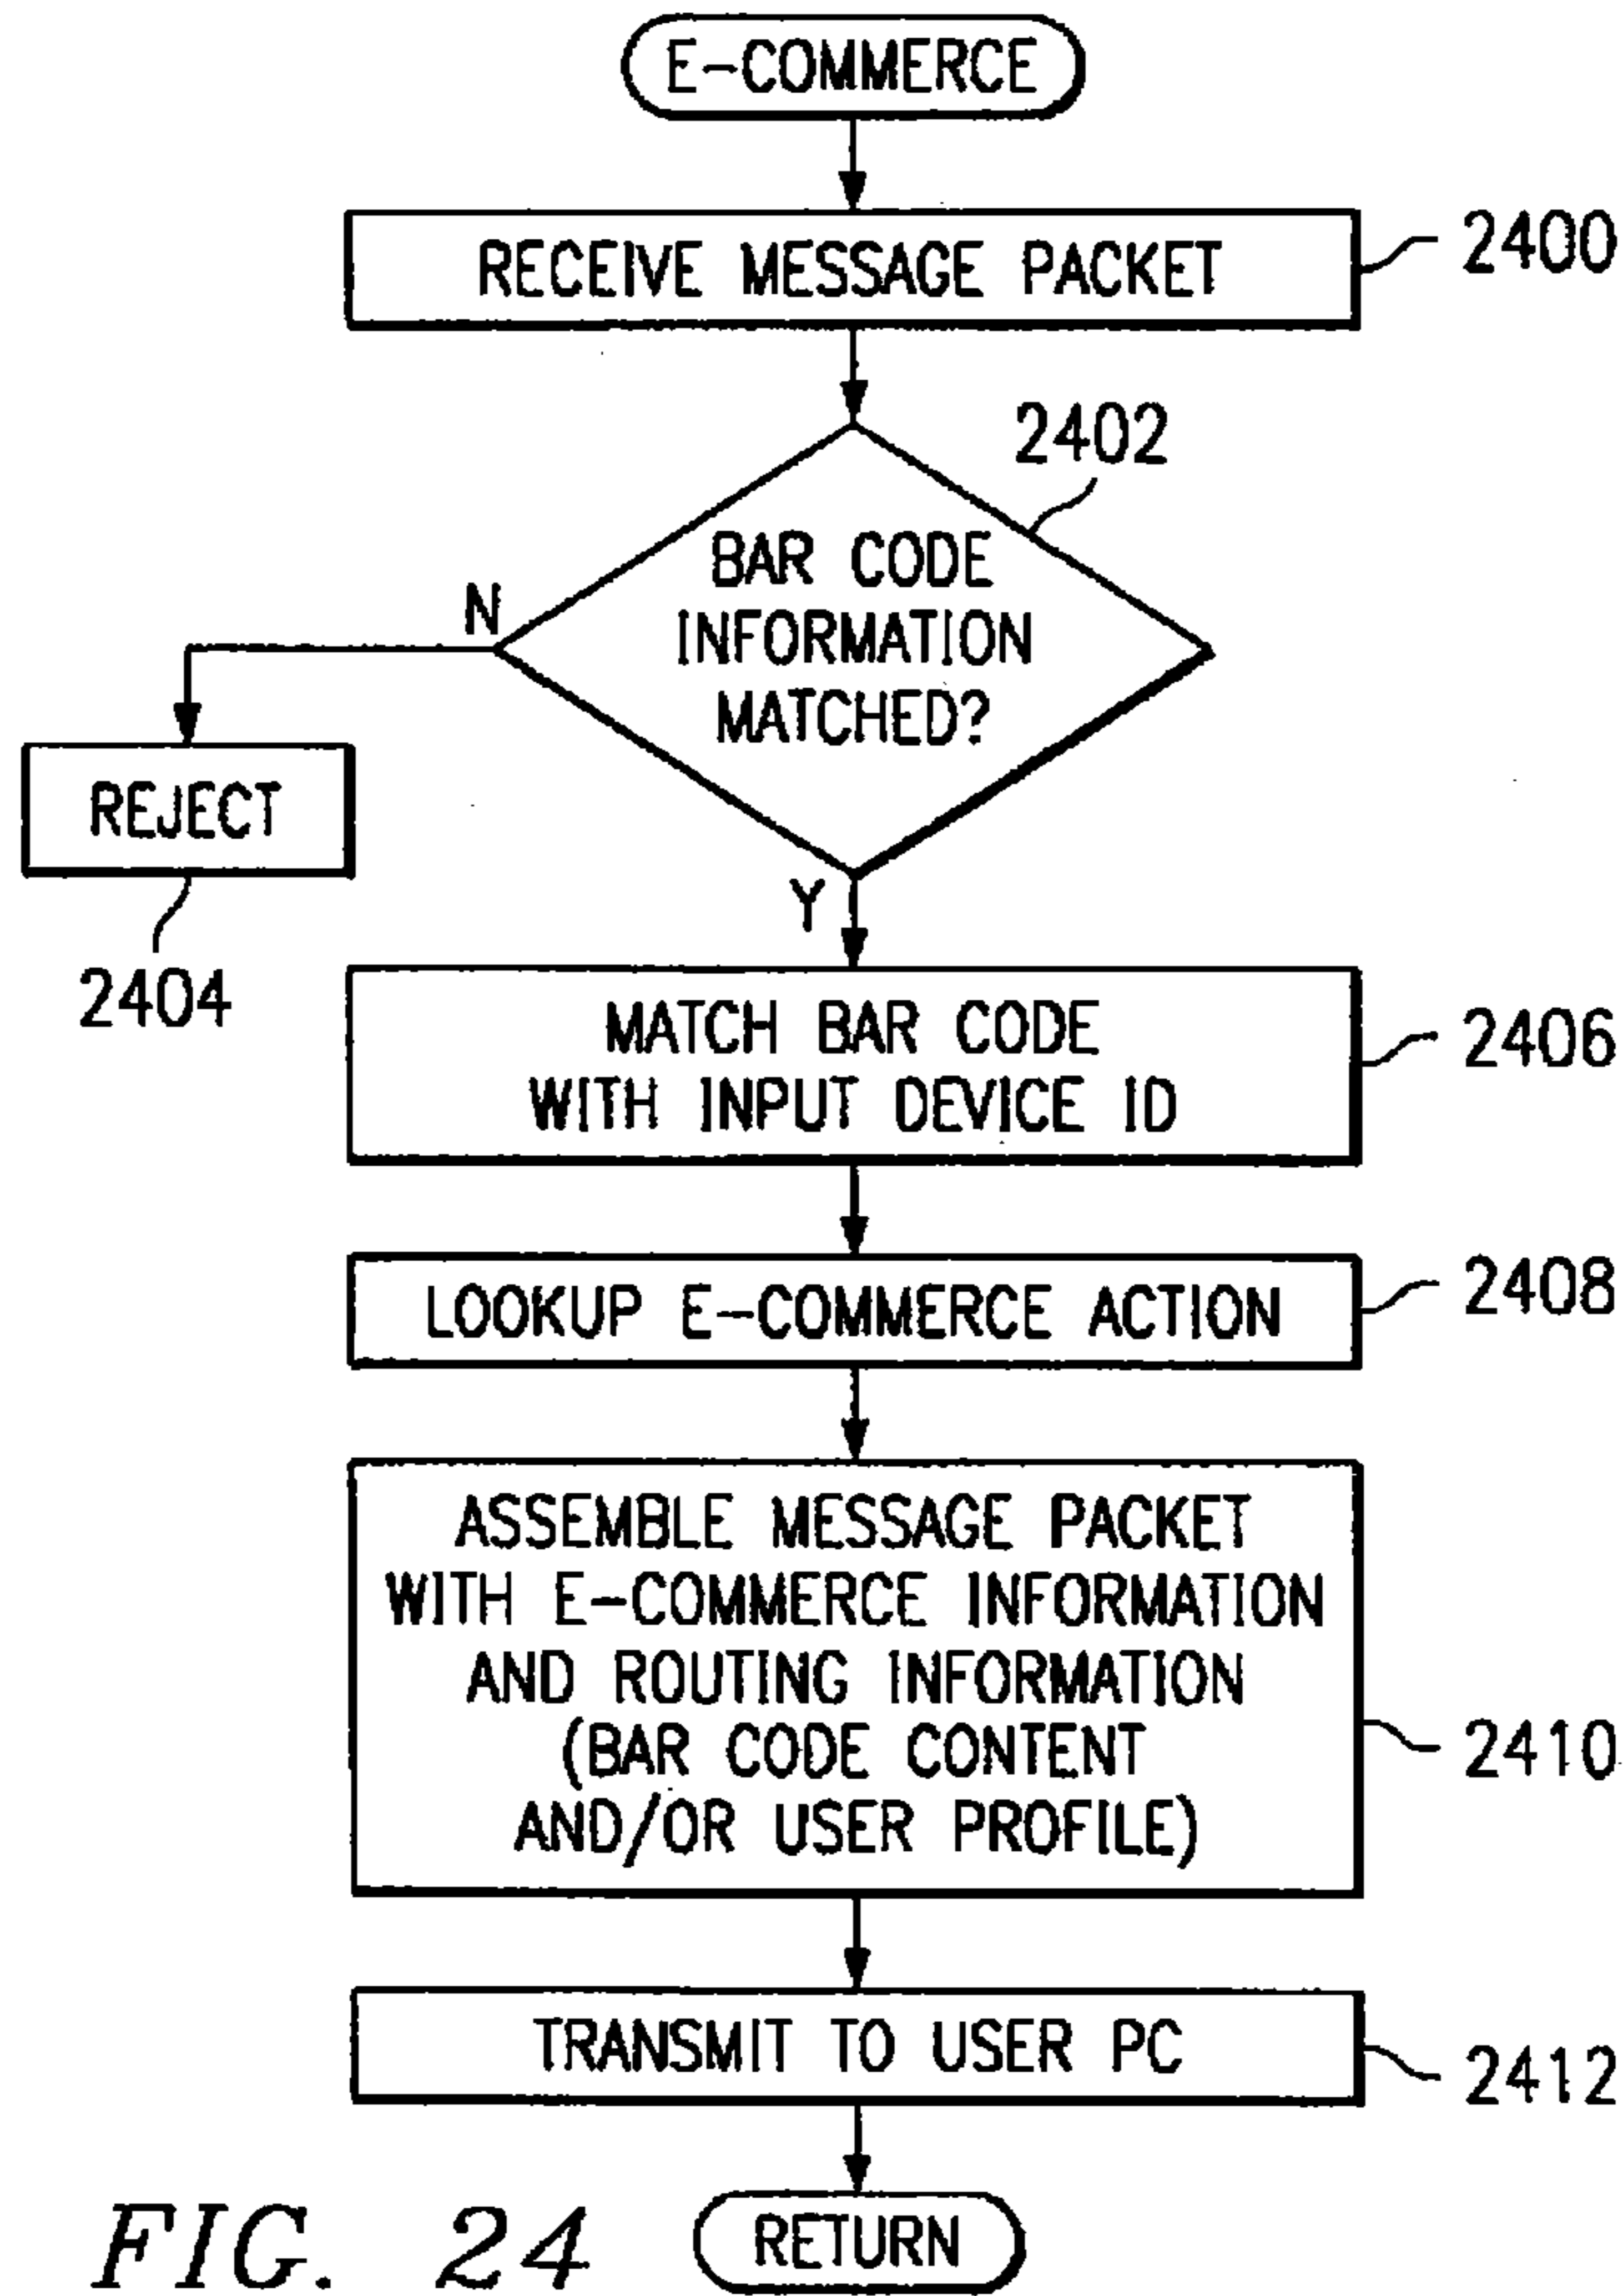 E-COMMERCE
RECEIVE MESSAGE PACKET
2400
2402
BAR CODE
INFORMATION
MATCHED?
N
REJECT
2404
Y
MATCH BAR CODE
WITH INPUT DEVICE ID
2406
LOOKUP E-COMMERCE ACTION
2408
ASSEMBLE MESSAGE PACKET
WITH E-COMMERCE INFORMATION
AND ROUTING INFORMATION
(BAR CODE CONTENT
AND/OR USER PROFILE)
2410
TRANSMIT TO USER PC
2412
RETURN
FIG. 24